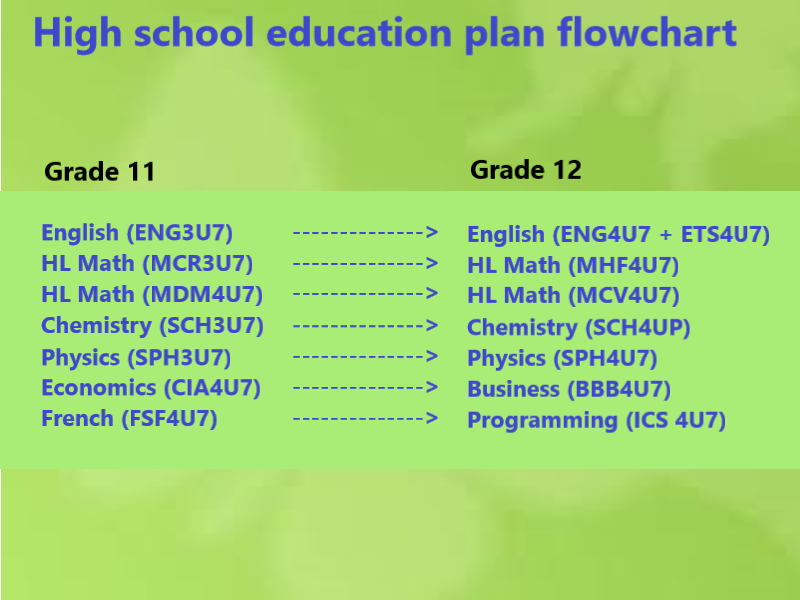 High school education plan flowchart
Grade 11 Grade 12
English (ENG3U7) --------------> English (ENG4U7 + ETS4U7)
HL Math (MCR3U7) --------------> HL Math (MHF4U7)
HL Math (MDM4U7) --------------> HL Math (MCV4U7)
Chemistry (SCH3U7) --------------> Chemistry (SCH4UP)
Physics (SPH3U7) --------------> Physics (SPH4U7)
Economics (CIA4U7) --------------> Business (BBB4U7)
French (FSF4U7) --------------> Programming (ICS 4U7)